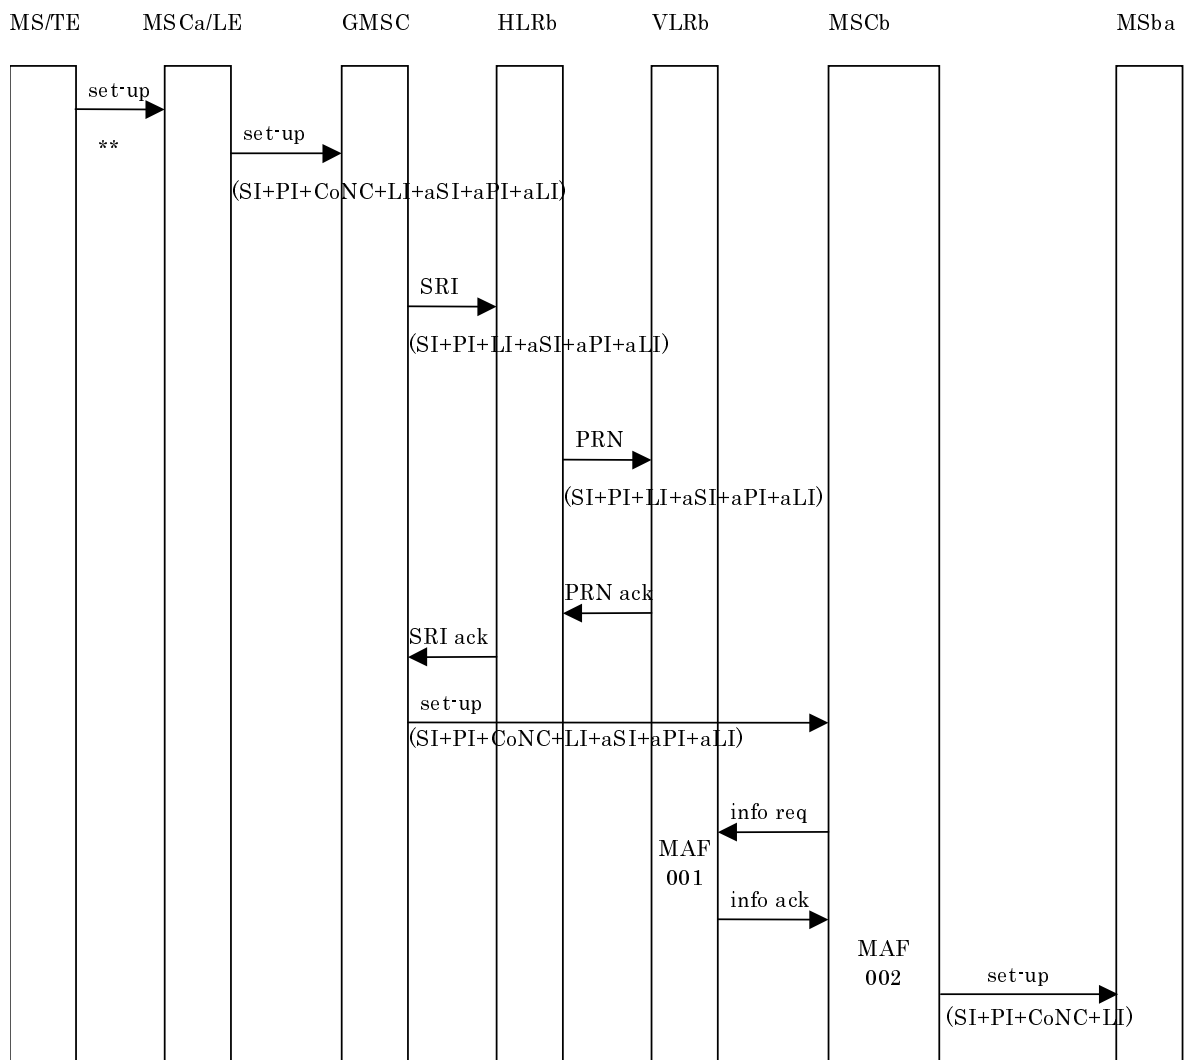 MS/TE MSCa/LE GMSC HLRb VLRb MSCb MSba
set-up
**
set-up
(SI+PI+CoNC+LI+aSI+aPI+aLI)
SRI
(SI+PI+LI+aSI+aPI+aLI)
PRN
(SI+PI+LI+aSI+aPI+aLI)
PRN ack
SRI ack
set-up
(SI+PI+CoNC+LI+aSI+aPI+aLI)
info req
MAF
001
info ack
MAF
002
set-up
(SI+PI+CoNC+LI)